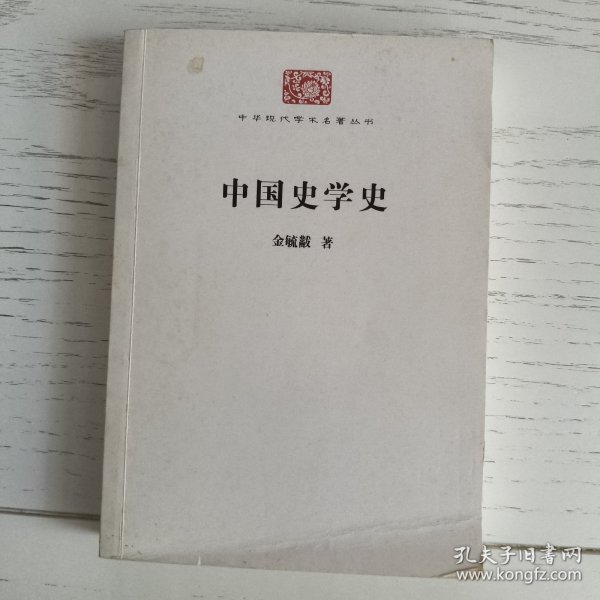 中华现代学术名著丛书
中国史学史
金毓黻 著
孔夫子旧书网
www.kongfz.com